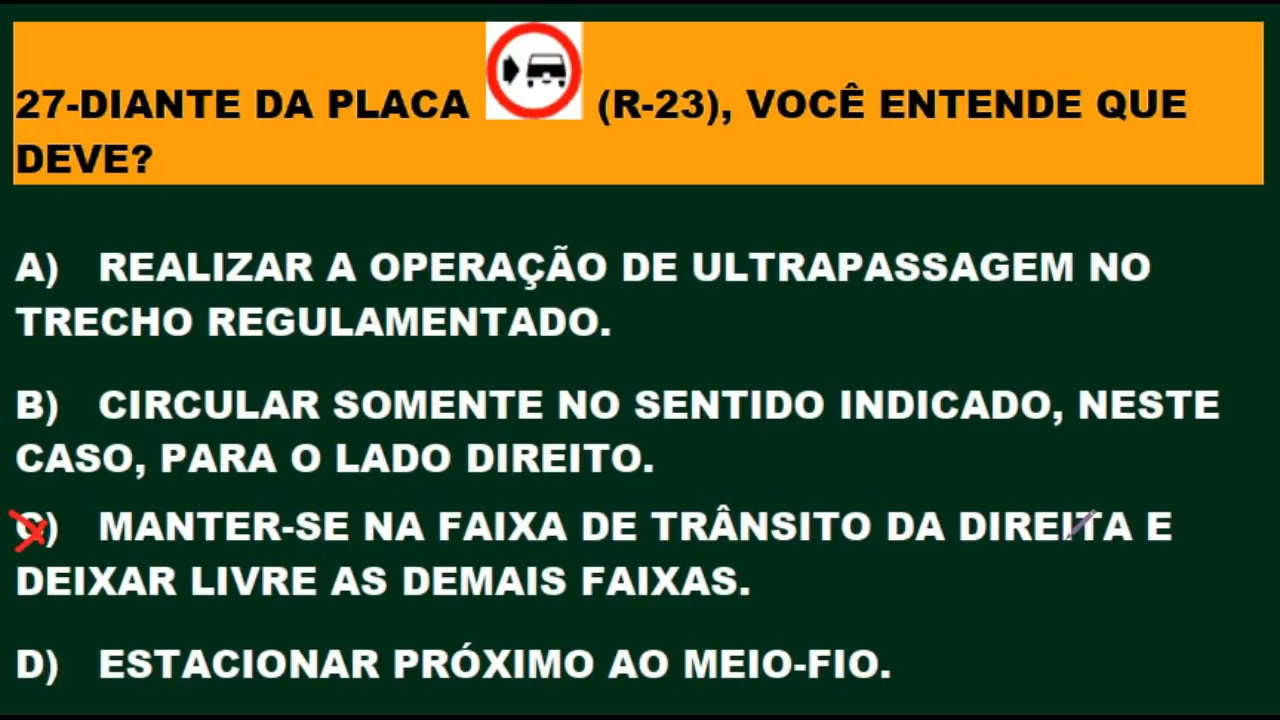 27-DIANTE DA PLACA (R-23), VOCÊ ENTENDE QUE
DEVE?
A) REALIZAR A OPERAÇÃO DE ULTRAPASSAGEM NO
TRECHO REGULAMENTADO.
B) CIRCULAR SOMENTE NO SENTIDO INDICADO, NESTE
CASO, PARA O LADO DIREITO.
C) MANTER-SE NA FAIXA DE TRÂNSITO DA DIREITA E
DEIXAR LIVRE AS DEMAIS FAIXAS.
D) ESTACIONAR PRÓXIMO AO MEIO-FIO.